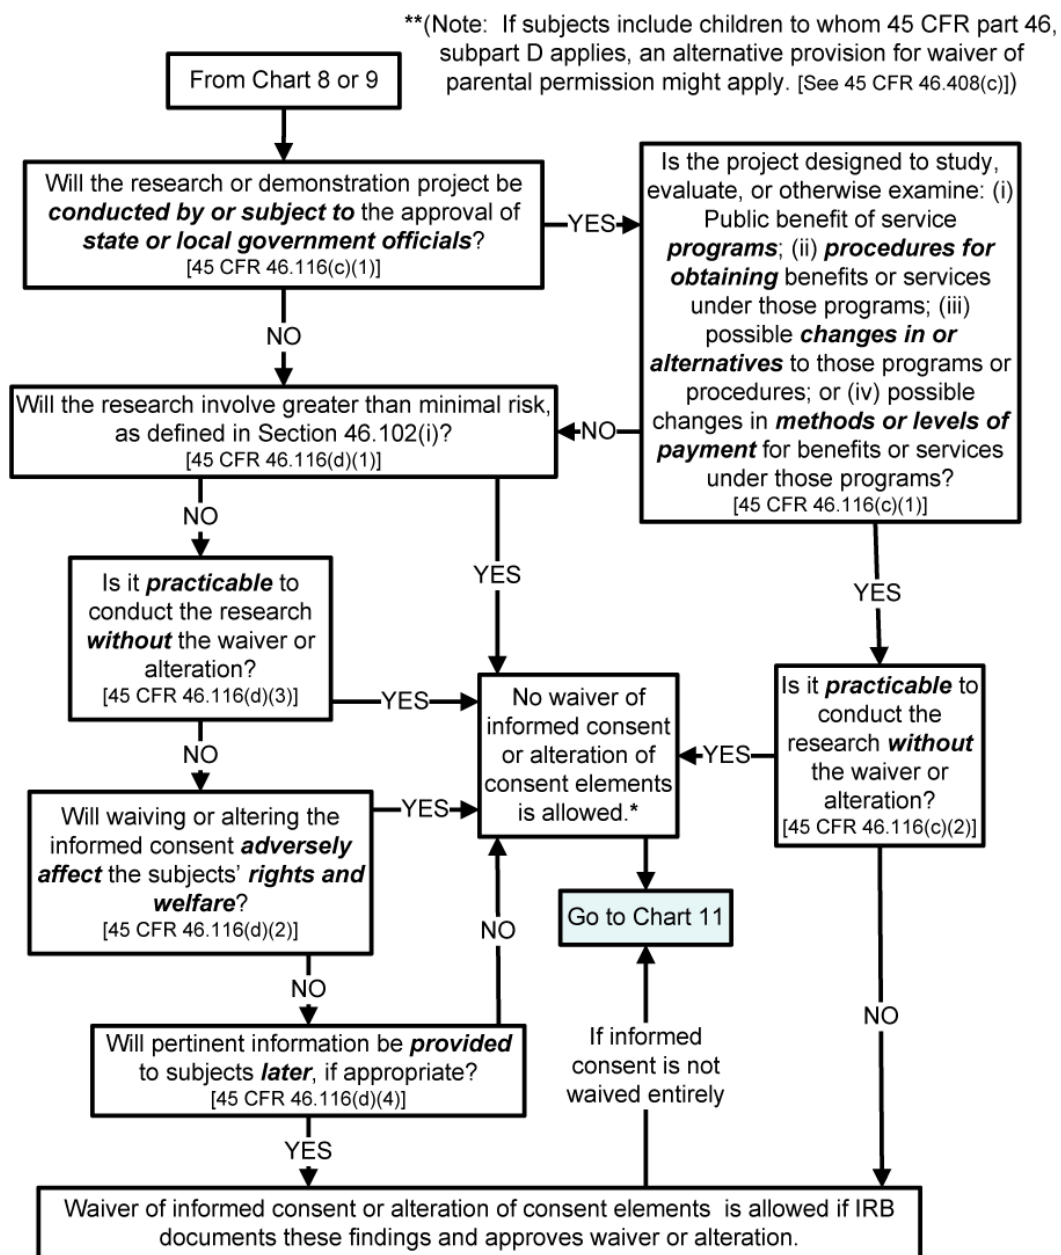 **(Note: If subjects include children to whom 45 CFR part 46,
subpart D applies, an alternative provision for waiver of
parental permission might apply. [See 45 CFR 46.408(c)])
From Chart 8 or 9
Will the research or demonstration project be
conducted by or subject to the approval of
state or local government officials?
[45 CFR 46.116(c)(1)]
YES
Is the project designed to study,
evaluate, or otherwise examine: (i)
Public benefit of service
programs; (ii) procedures for
obtaining benefits or services
under those programs; (iii)
possible changes in or
alternatives to those programs or
procedures; or (iv) possible
changes in methods or levels of
payment for benefits or services
under those programs?
[45 CFR 46.116(c)(1)]
NO
NO
Will the research involve greater than minimal risk,
as defined in Section 46.102(i)?
[45 CFR 46.116(d)(1)]
NO
YES
YES
Is it practicable to
conduct the research
without the waiver or
alteration?
[45 CFR 46.116(d)(3)]
YES
No waiver of
informed consent
or alteration of
consent elements
is allowed.*
YES
Is it practicable to
conduct the
research without
the waiver or
alteration?
[45 CFR 46.116(c)(2)]
NO
Will waiving or altering the
informed consent adversely
affect the subjects' rights and
welfare?
[45 CFR 46.116(d)(2)]
YES
Go to Chart 11
NO
NO
NO
Will pertinent information be provided
to subjects later, if appropriate?
[45 CFR 46.116(d)(4)]
If informed
consent is not
waived entirely
YES
Waiver of informed consent or alteration of consent elements is allowed if IRB
documents these findings and approves waiver or alteration.